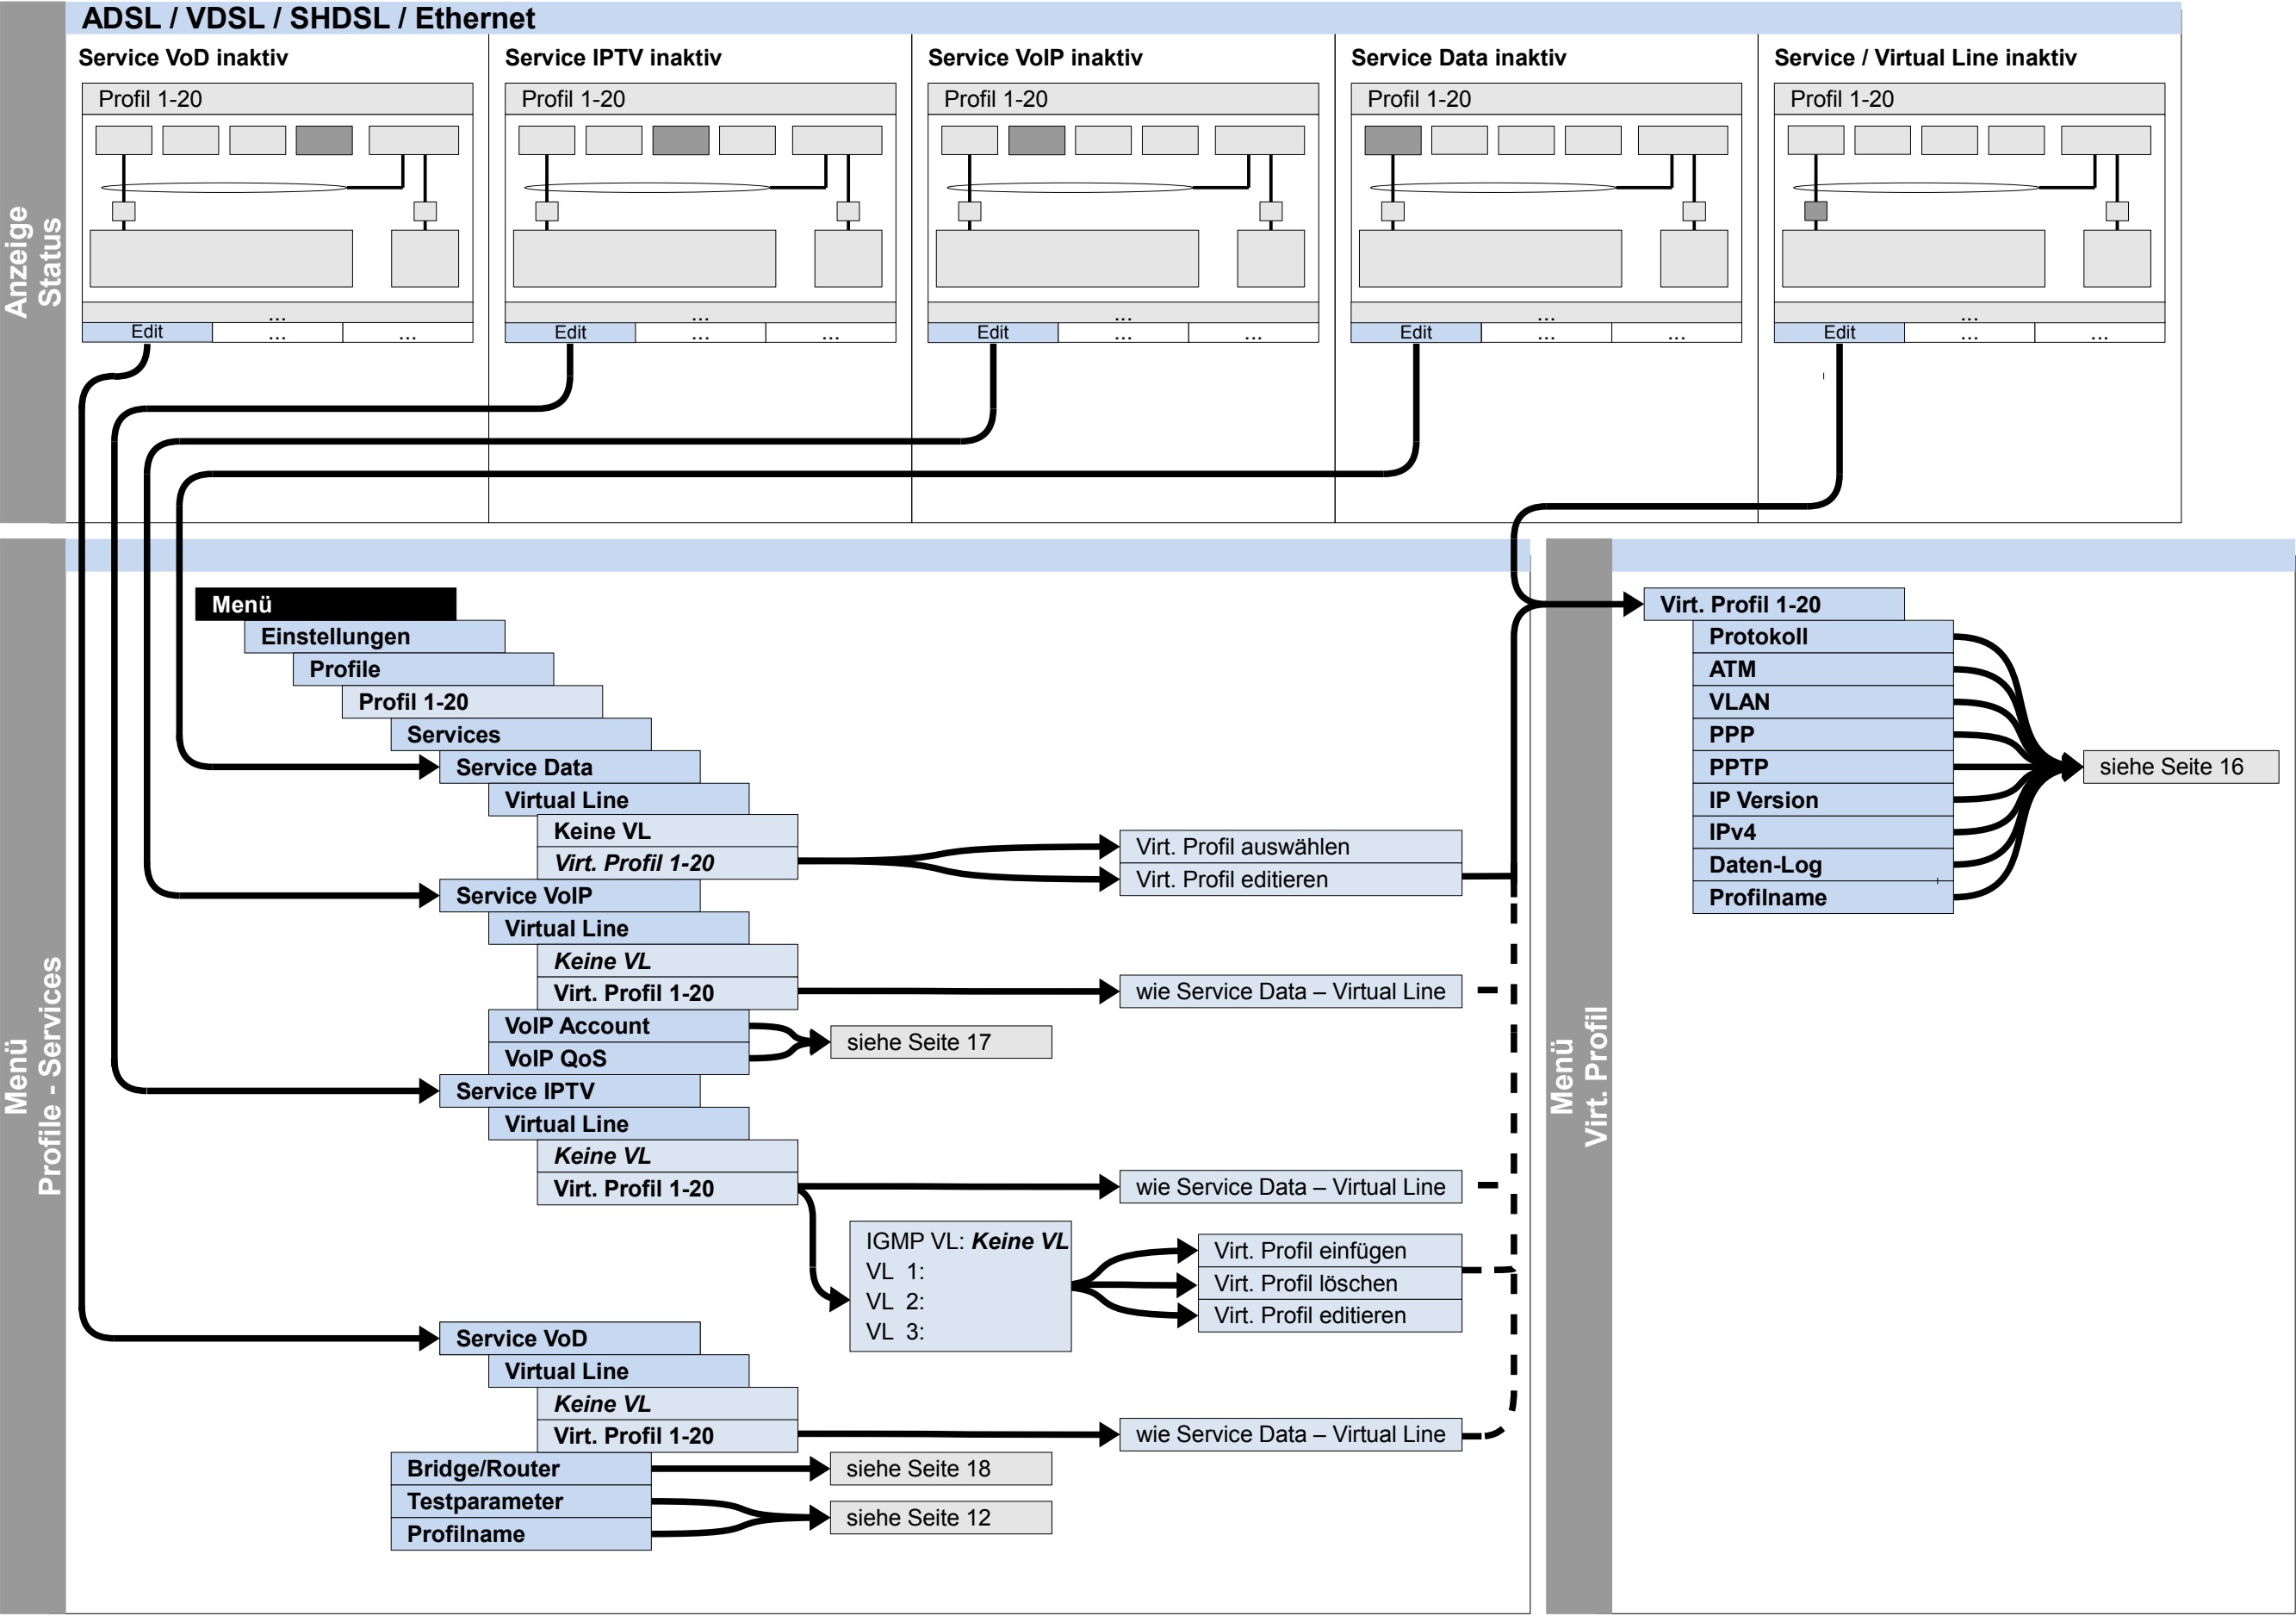 ADSL / VDSL / SHDSL / Ethernet
Service VoD inaktiv
Service IPTV inaktiv
Service VoIP inaktiv
Service Data inaktiv
Service / Virtual Line inaktiv
Profil 1-20
Profil 1-20
Profil 1-20
Profil 1-20
Profil 1-20
...
...
...
...
...
Edit ... ...
Edit ... ...
Edit ... ...
Edit ... ...
Edit ... ...
Anzeige
Status
Menü
Profile - Services
Menü
Einstellungen
Profile
Profil 1-20
Services
Service Data
Virtual Line
Keine VL
Virt. Profil 1-20
Virt. Profil auswählen
Virt. Profil editieren
Service VoIP
Virtual Line
Keine VL
Virt. Profil 1-20
wie Service Data – Virtual Line
VoIP Account
VoIP QoS
siehe Seite 17
Service IPTV
Virtual Line
Keine VL
Virt. Profil 1-20
wie Service Data – Virtual Line
IGMP VL: Keine VL
VL 1:
VL 2:
VL 3:
Virt. Profil einfügen
Virt. Profil löschen
Virt. Profil editieren
Service VoD
Virtual Line
Keine VL
Virt. Profil 1-20
wie Service Data – Virtual Line
Bridge/Router
siehe Seite 18
Testparameter
Profilname
siehe Seite 12
Menü
Virt. Profil
Virt. Profil 1-20
Protokoll
ATM
VLAN
PPP
PPTP
IP Version
IPv4
Daten-Log
Profilname
siehe Seite 16